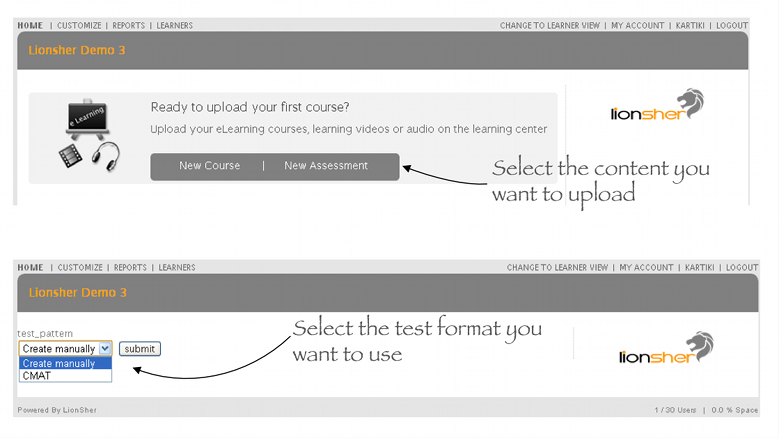 HOME | CUSTOMIZE | REPORTS | LEARNERS
CHANGE TO LEARNER VIEW | MY ACCOUNT | KARTIKI | LOGOUT
Lionsher Demo 3
e Learning
Ready to upload your first course?
Upload your eLearning courses, learning videos or audio on the learning center
New Course | New Assessment
lionsher
Select the content you
want to upload
HOME | CUSTOMIZE | REPORTS | LEARNERS
CHANGE TO LEARNER VIEW | MY ACCOUNT | KARTIKI | LOGOUT
Lionsher Demo 3
test_pattern
Create manually submit
Create manually
CMAT
Select the test format you
want to use
lionsher
Powered By LionSher
1 / 30 Users | 0.0 % Space